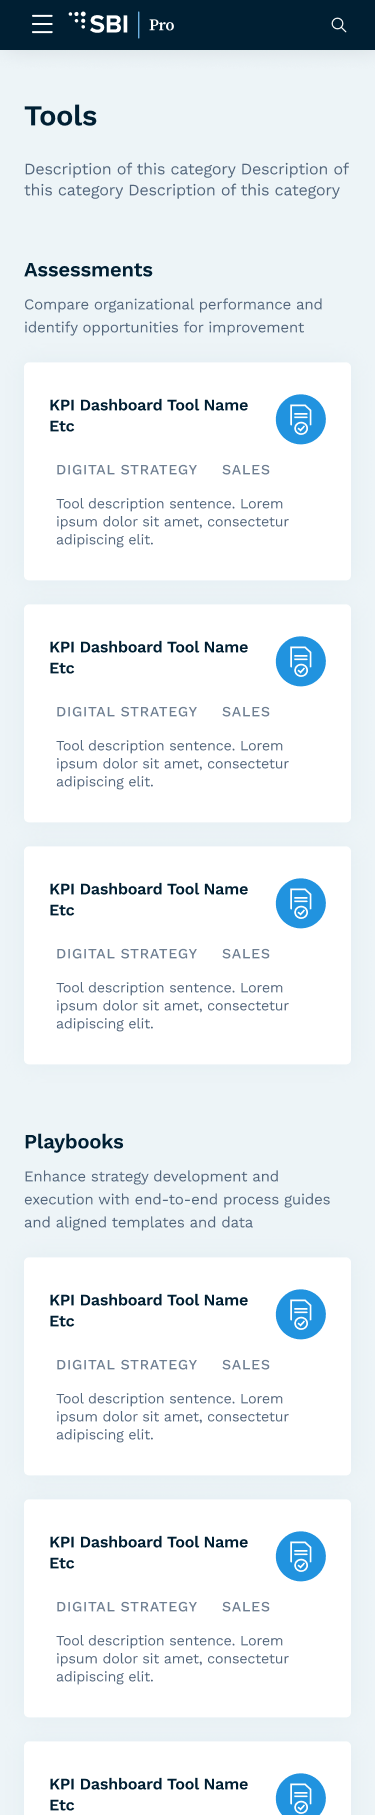 SBI Pro
Tools
Description of this category Description of
this category Description of this category
Assessments
Compare organizational performance and
identify opportunities for improvement
KPI Dashboard Tool Name
Etc
DIGITAL STRATEGY SALES
Tool description sentence. Lorem
ipsum dolor sit amet, consectetur
adipiscing elit.
KPI Dashboard Tool Name
Etc
DIGITAL STRATEGY SALES
Tool description sentence. Lorem
ipsum dolor sit amet, consectetur
adipiscing elit.
KPI Dashboard Tool Name
Etc
DIGITAL STRATEGY SALES
Tool description sentence. Lorem
ipsum dolor sit amet, consectetur
adipiscing elit.
Playbooks
Enhance strategy development and
execution with end-to-end process guides
and aligned templates and data
KPI Dashboard Tool Name
Etc
DIGITAL STRATEGY SALES
Tool description sentence. Lorem
ipsum dolor sit amet, consectetur
adipiscing elit.
KPI Dashboard Tool Name
Etc
DIGITAL STRATEGY SALES
Tool description sentence. Lorem
ipsum dolor sit amet, consectetur
adipiscing elit.
KPI Dashboard Tool Name
Etc